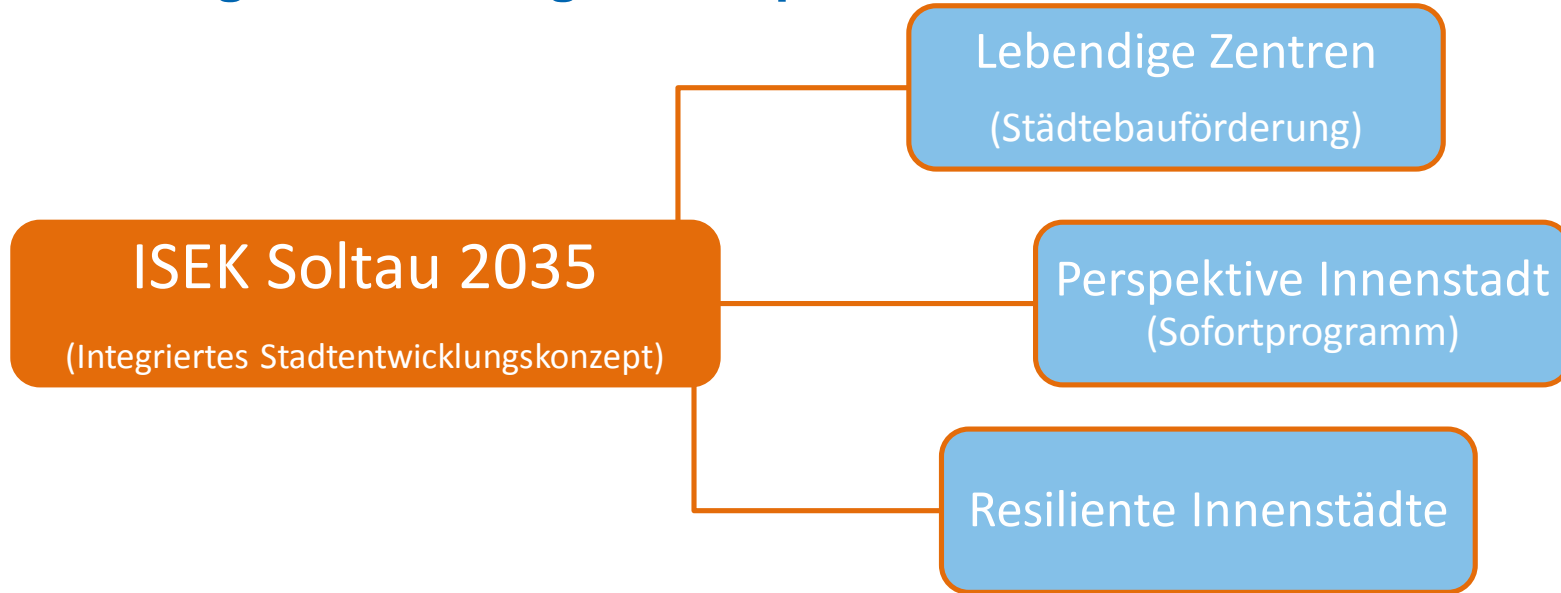 Lebendige Zentren
(Städtebauförderung)
ISEK Soltau 2035
(Integriertes Stadtentwicklungskonzept)
Perspektive Innenstadt
(Sofortprogramm)
Resiliente Innenstädte